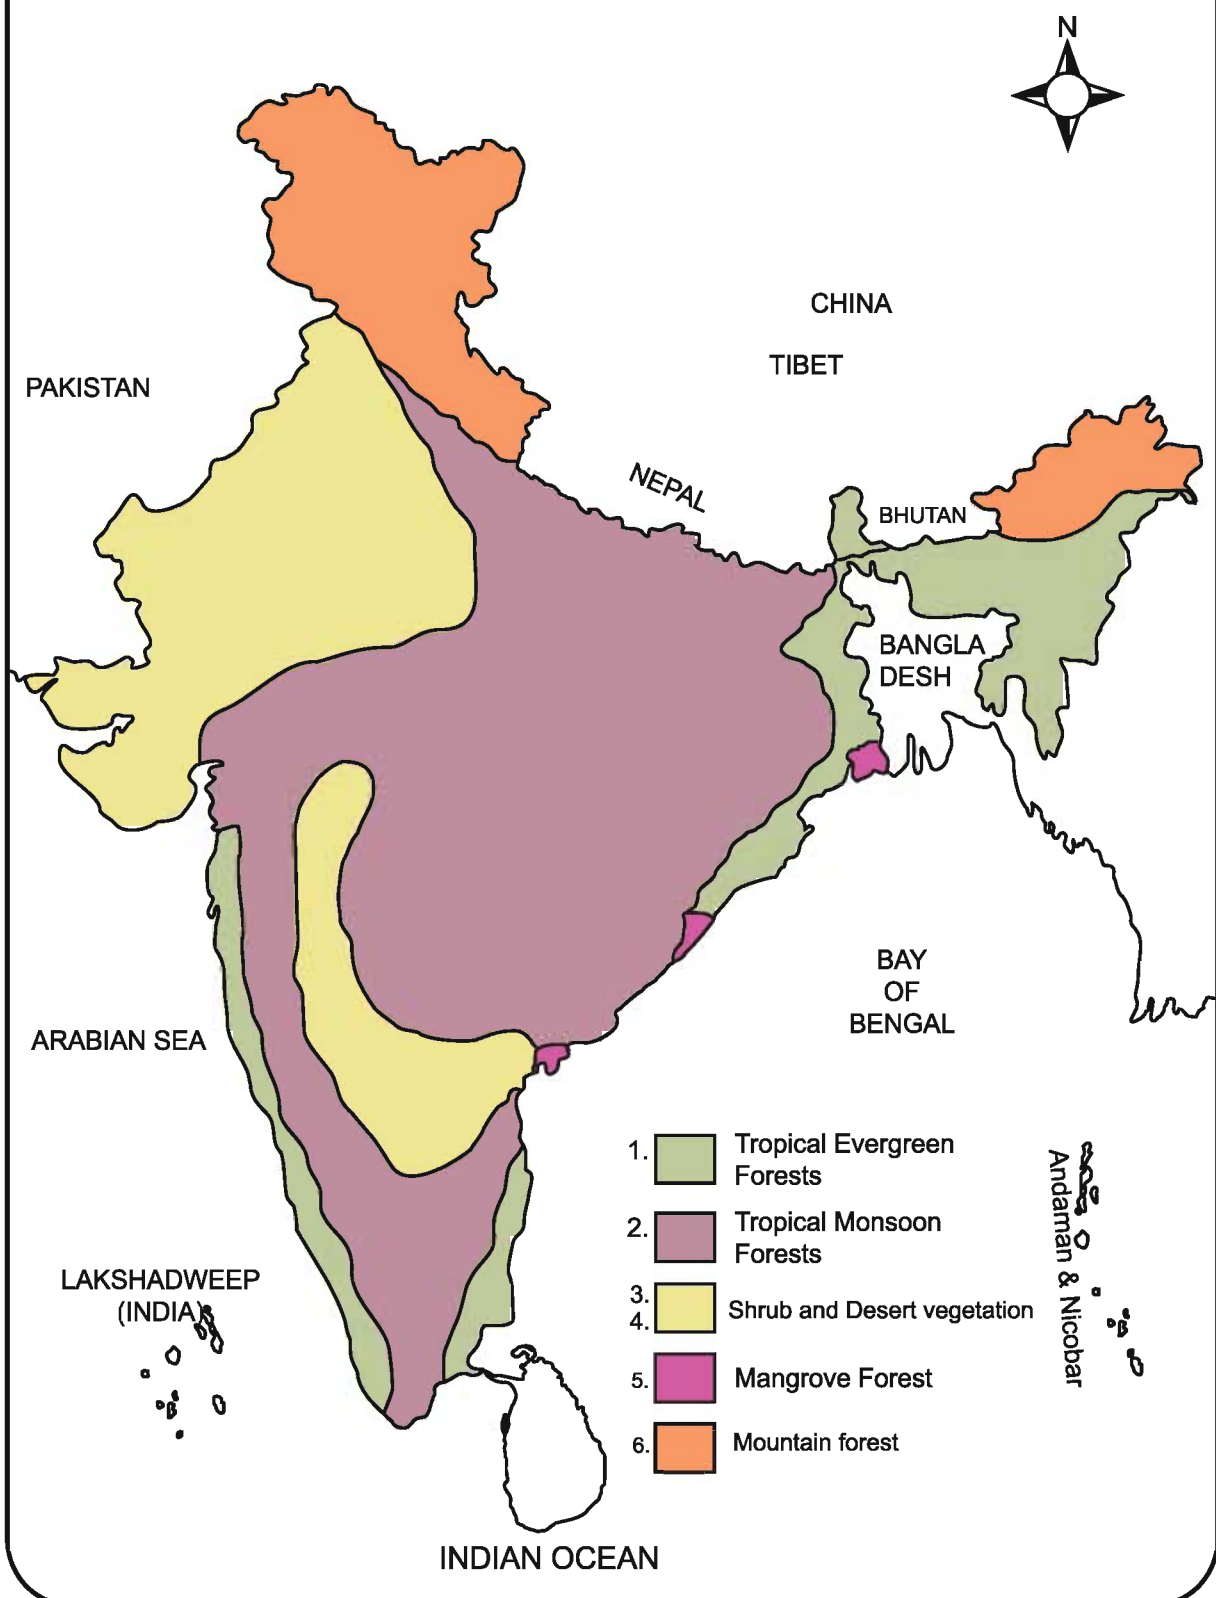 N
CHINA
TIBET
PAKISTAN
NEPAL
BHUTAN
BANGLA
DESH
BAY
OF
BENGAL
ARABIAN SEA
1. Tropical Evergreen
Forests
2. Tropical Monsoon
Forests
3.
4. Shrub and Desert vegetation
5. Mangrove Forest
6. Mountain forest
Andaman & Nicobar
LAKSHADWEEP
(INDIA)
INDIAN OCEAN